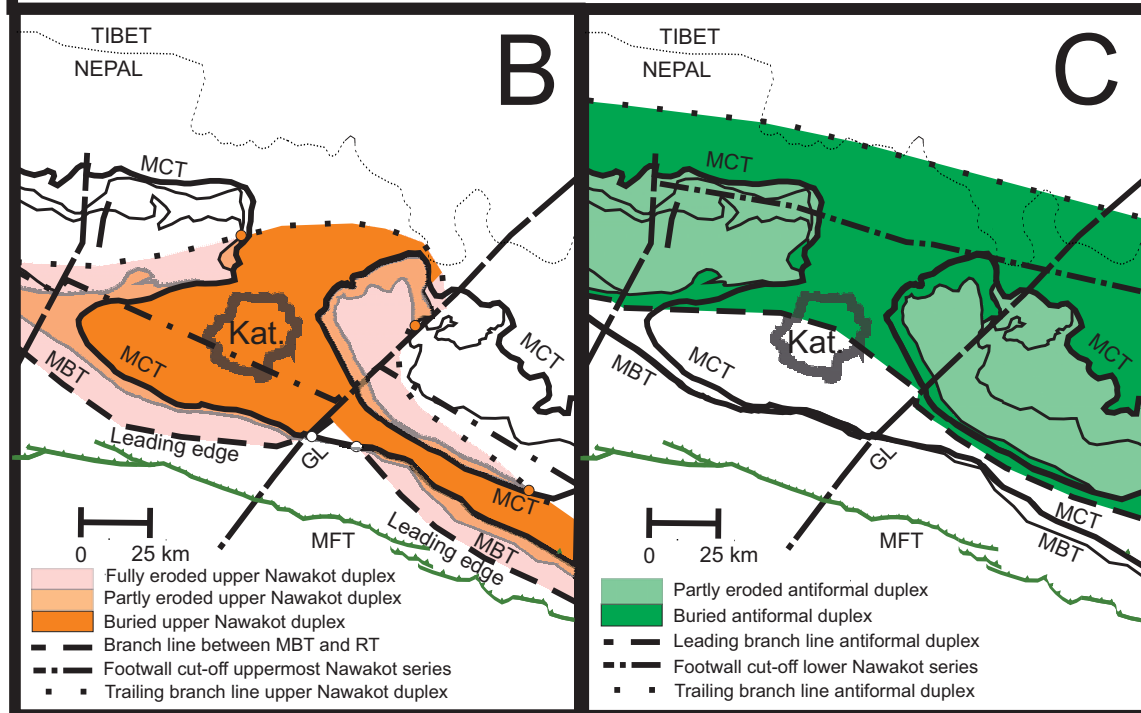 B
TIBET
NEPAL
MCT
Kat.
MCT
MCT
MBT
Leading edge
GL
MCT
MBT
Leading edge
MFT
0 25 km
Fully eroded upper Nawakot duplex
Partly eroded upper Nawakot duplex
Buried upper Nawakot duplex
Branch line between MBT and RT
Footwall cut-off uppermost Nawakot series
Trailing branch line upper Nawakot duplex
C
TIBET
NEPAL
MCT
Kat.
MCT
MCT
MBT
GL
MCT
MBT
MFT
0 25 km
Partly eroded antiformal duplex
Buried antiformal duplex
Leading branch line antiformal duplex
Footwall cut-off lower Nawakot series
Trailing branch line antiformal duplex